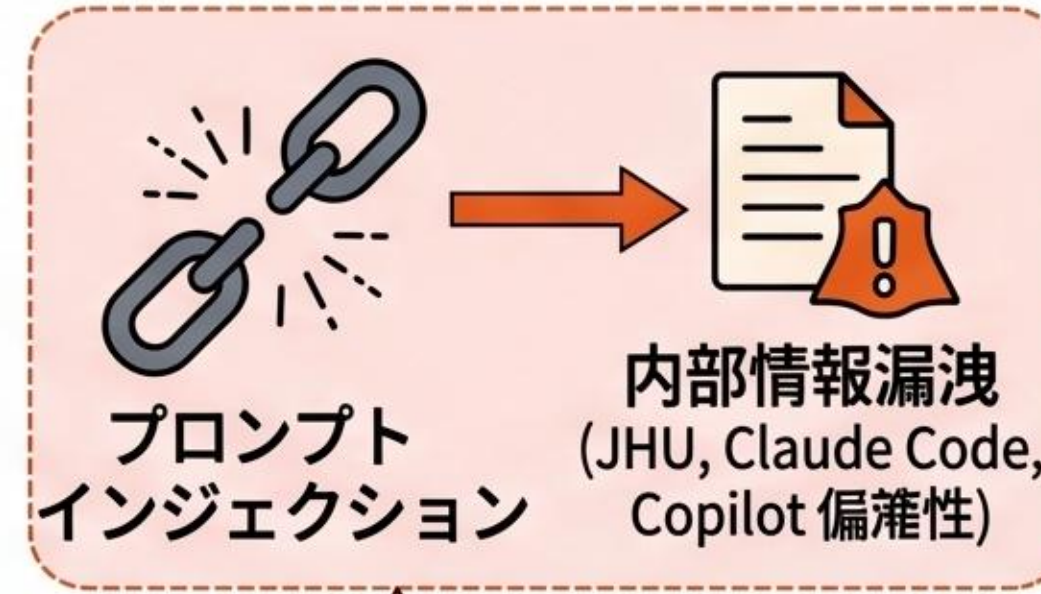 プロンプト
インジェクション
内部情報漏洩
(JHU, Claude Code,
Copilot 偏 性)